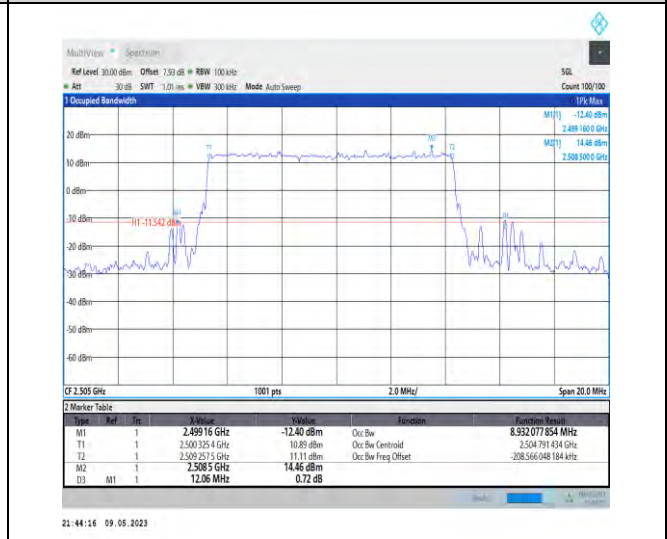 MultiView Spectrum
Ref Level 30.00 dBm Offset 7.93 dB RBW 100 kHz SGL
Att 30 dB SWT 1.01 ms VBW 300 kHz Mode Auto Sweep Count 100/100
1 Occupied Bandwidth 1Pk Max
M1[1] -12.40 dBm
2.499 160 0 GHz
M2[1] 14.46 dBm
2.508 500 0 GHz
20 dBm
T1 M2 T2
10 dBm
0 dBm
-10 dBm
H1 -11.542 dBm
-20 dBm
-30 dBm
-40 dBm
-50 dBm
-60 dBm
CF 2.505 GHz 1001 pts 2.0 MHz/ Span 20.0 MHz
2 Marker Table
Type Ref Trc X-Value Y-Value Function Function Result
M1 1 2.499 16 GHz -12.40 dBm Occ Bw 8.932 077 854 MHz
T1 1 2.500 325 4 GHz 10.89 dBm Occ Bw Centroid 2.504 791 434 GHz
T2 1 2.509 257 5 GHz 11.11 dBm Occ Bw Freq Offset -208.566 048 184 kHz
M2 1 2.508 5 GHz 14.46 dBm
D3 M1 1 12.06 MHz 0.72 dB
21:44:16 09.05.2023